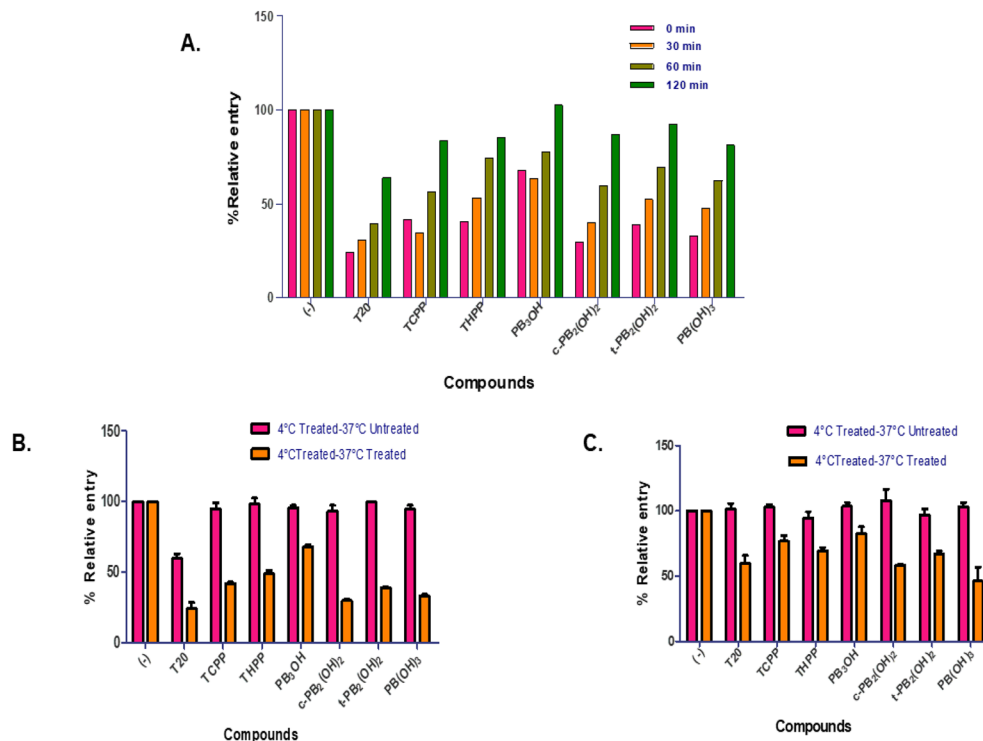 A.
150
100
50
0
%Relative entry
0 min
30 min
60 min
120 min
(-)
T20
TCPP
THPP
PB₃OH
c-PB₂(OH)₂
t-PB₂(OH)₂
PB(OH)₃
Compounds
B.
4°C Treated-37°C Untreated
4°CTreated-37°C Treated
150
100
50
0
% Relative entry
(-)
T20
TCPP
THPP
PB₃OH
c-PB₂(OH)₂
t-PB₂(OH)₂
PB(OH)₃
Compounds
C.
4°C Treated-37°C Untreated
4°CTreated-37°C Treated
150
100
50
0
% Relative entry
(-)
T20
TCPP
THPP
PB₃OH
c-PB₂(OH)₂
t-PB₂(OH)₂
PB(OH)₃
Compounds